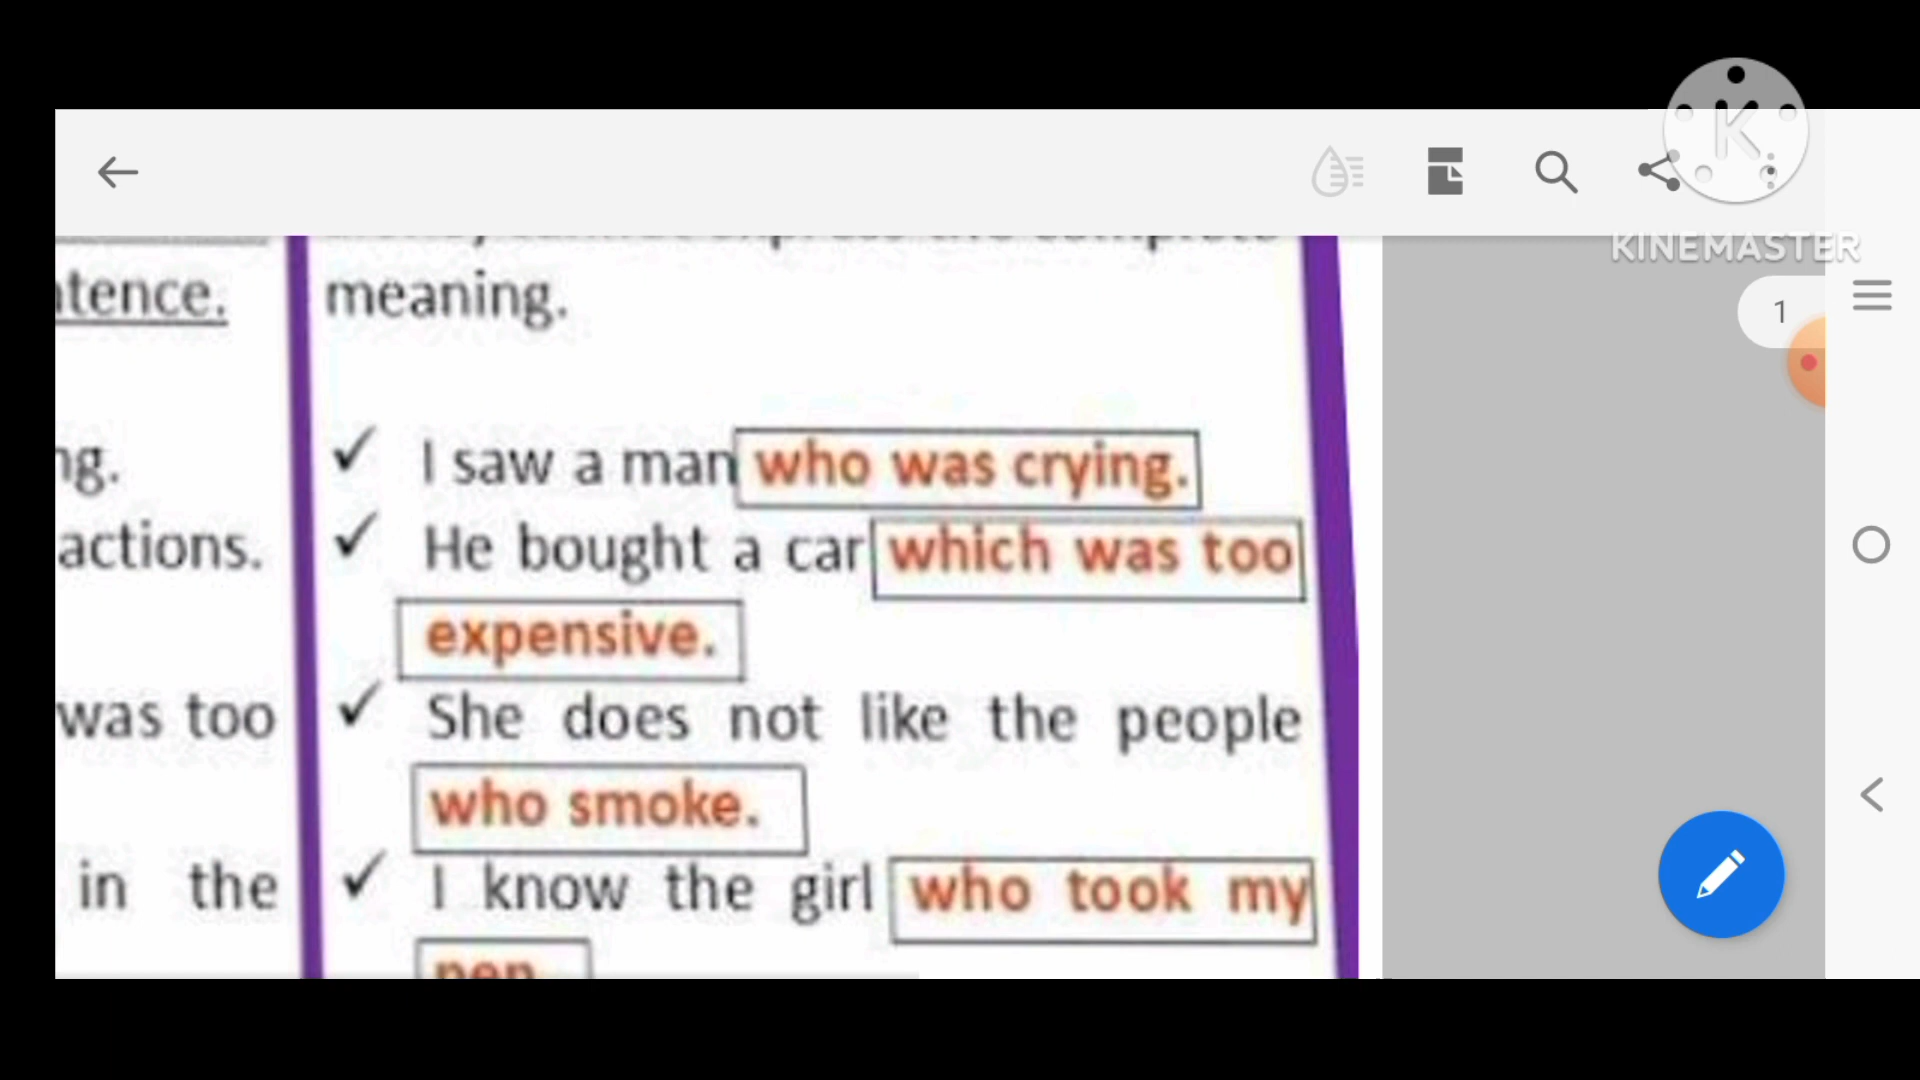 KINEMASTER
1
tence.
meaning.
ng.
✓ I saw a man who was crying.
actions.
✓ He bought a car which was too
expensive.
was too
✓ She does not like the people
who smoke.
in the
✓ I know the girl who took my
pen